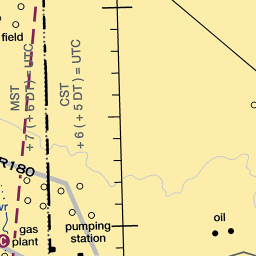 field
MST
+ 7 ( + 6 DT ) = UTC
CST
+ 6 ( + 5 DT ) = UTC
R180
gas
plant
C
pumping
station
oil